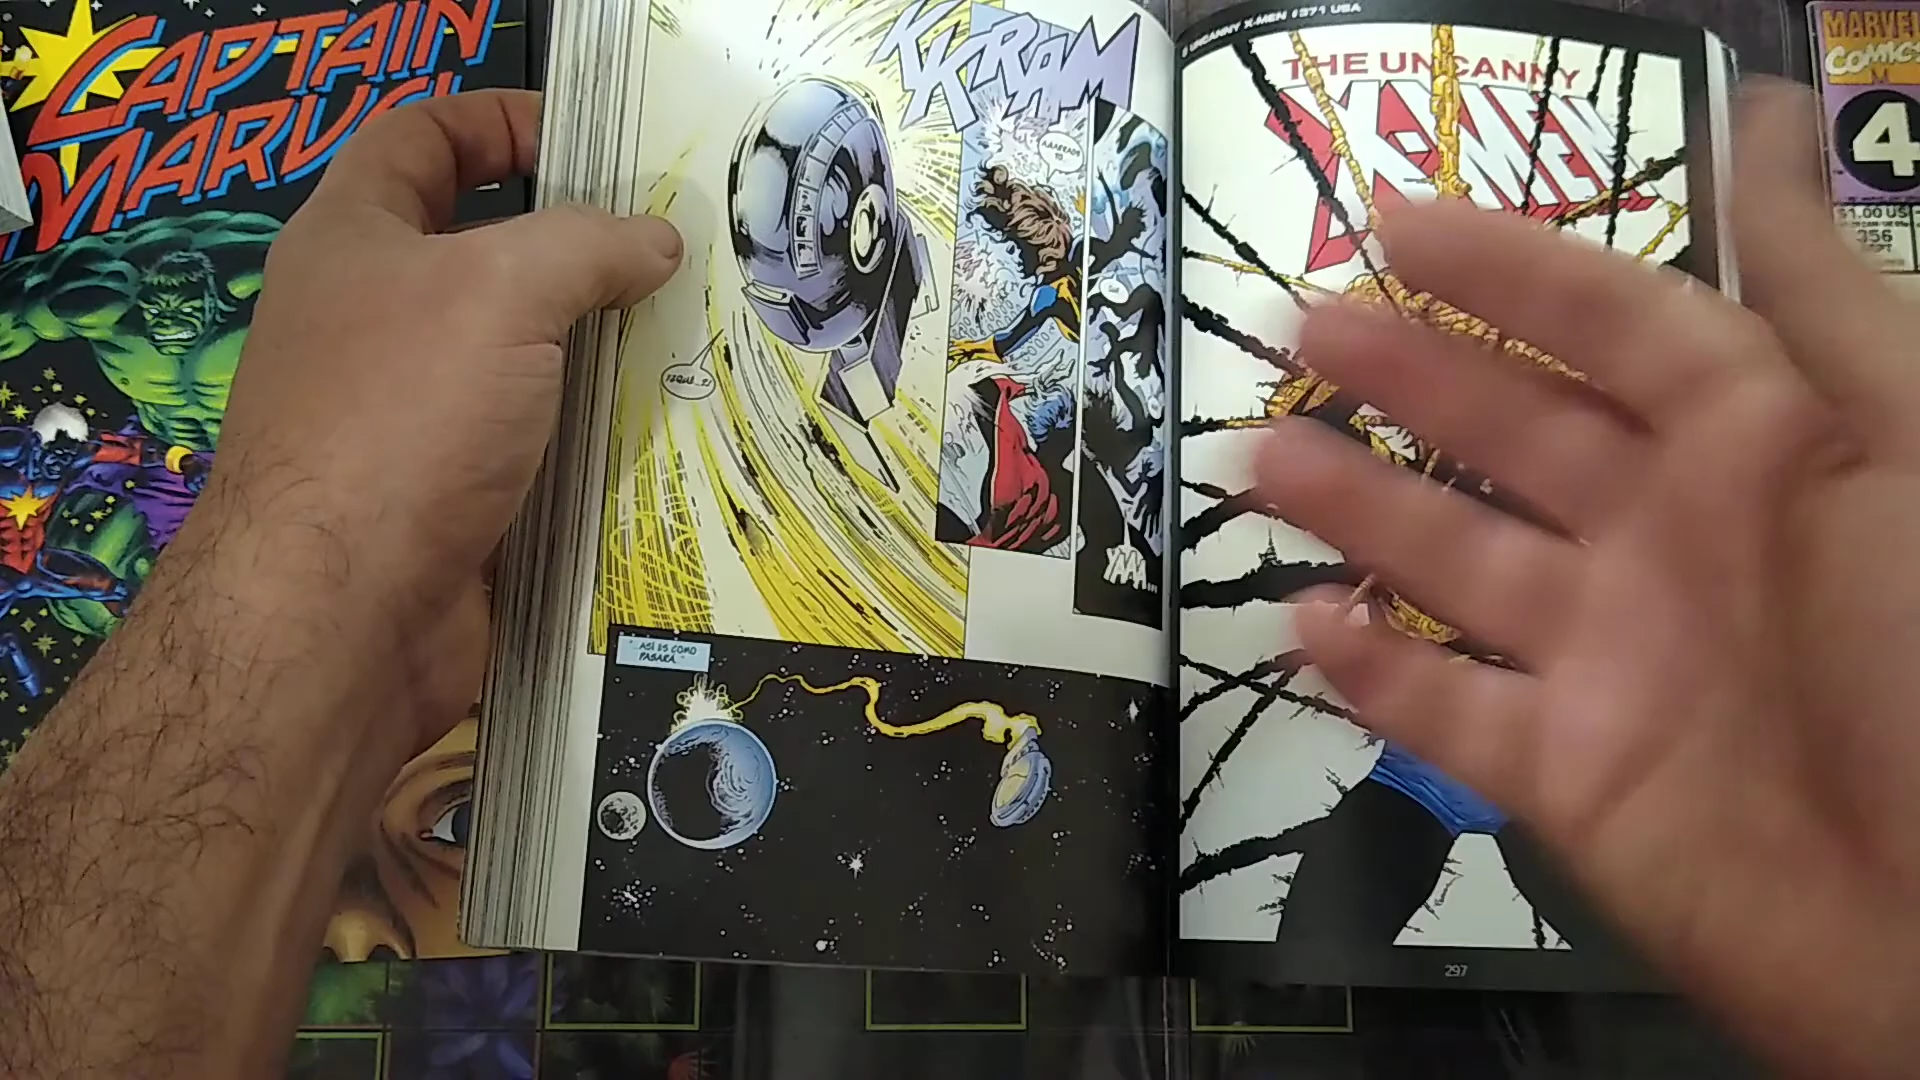 CAPTAIN
MARVEL
KKRAM
YAAA...
"...ASÍ ES COMO
PASARÁ."
UNCANNY X-MEN #371 USA
THE UNCANNY
X-MEN
297
MARVEL
COMICS
4
$1.00 US
356
SEPT